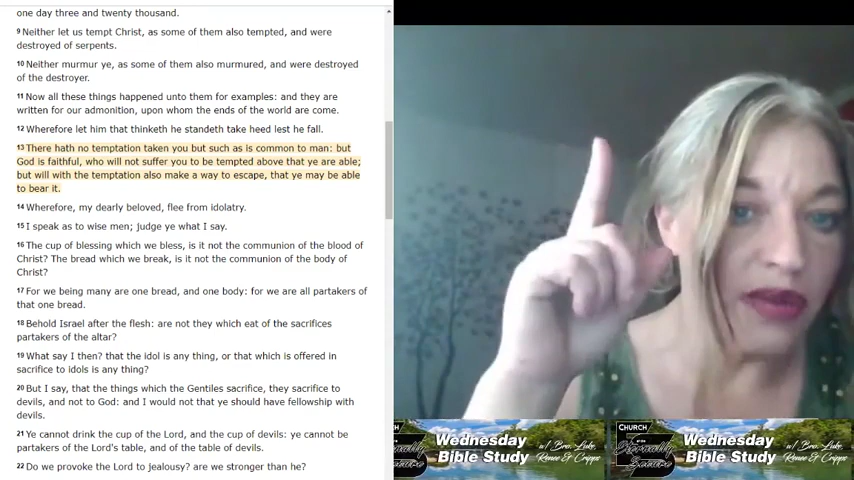 one day three and twenty thousand.
9 Neither let us tempt Christ, as some of them also tempted, and were
destroyed of serpents.
10 Neither murmur ye, as some of them also murmured, and were destroyed
of the destroyer.
11 Now all these things happened unto them for examples: and they are
written for our admonition, upon whom the ends of the world are come.
12 Wherefore let him that thinketh he standeth take heed lest he fall.
13 There hath no temptation taken you but such as is common to man: but
God is faithful, who will not suffer you to be tempted above that ye are able;
but will with the temptation also make a way to escape, that ye may be able
to bear it.
14 Wherefore, my dearly beloved, flee from idolatry.
15 I speak as to wise men; judge ye what I say.
16 The cup of blessing which we bless, is it not the communion of the blood of
Christ? The bread which we break, is it not the communion of the body of
Christ?
17 For we being many are one bread, and one body: for we are all partakers of
that one bread.
18 Behold Israel after the flesh: are not they which eat of the sacrifices
partakers of the altar?
19 What say I then? that the idol is any thing, or that which is offered in
sacrifice to idols is any thing?
20 But I say, that the things which the Gentiles sacrifice, they sacrifice to
devils, and not to God: and I would not that ye should have fellowship with
devils.
21 Ye cannot drink the cup of the Lord, and the cup of devils: ye cannot be
partakers of the Lord's table, and of the table of devils.
22 Do we provoke the Lord to jealousy? are we stronger than he?
CHURCH
Eternally
Secure
Wednesday
Bible Study
w/ Bro. Luke,
Renee & Cripps
CHURCH
Eternally
Secure
Wednesday
Bible Study
w/ Bro. Luke,
Renee & Cripps